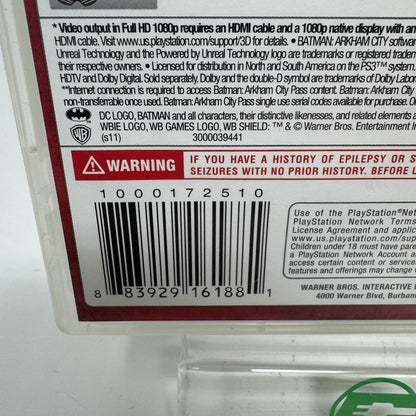 *Video output in Full HD 1080p requires an HDMI cable and a 1080p native display with an
HDMI cable. Visit www.us.playstation.com/support/3D for details. • BATMAN: ARKHAM CITY software
Unreal Technology and the Powered by Unreal Technology logo are trademarks or registered trademar
their respective owners. • Licensed for distribution in North and South America on the PS3™ system.
HDTV and Dolby Digital. Sold separately. Dolby and the double-D symbol are trademarks of Dolby Labor
**Internet connection is required to access Batman: Arkham City Pass content. Batman: Ar
non-transferrable once used. Batman: Arkham City Pass single use serial codes available for purchase.
DC LOGO, BATMAN and all characters, their distinctive likenesses, and related elements a
WBIE LOGO, WB GAMES LOGO, WB SHIELD: ™ & © Warner Bros. Entertainment I
(s11) 3000039441
WARNING
IF YOU HAVE A HISTORY OF EPILEPSY OR S
SEIZURES WITH NO PRIOR HISTORY. BEFORE U
1000172510
8 83929 16188 1
Use of the PlayStation®Net
PlayStation Network Terms
License Agreement and applic
www.us.playstation.com/sup
Children under 18 must have paren
a PlayStation Network Account a
access certain content or servic
features and offerings may change
WARNER BROS. INTERACTIVE
4000 Warner Blvd, Burban